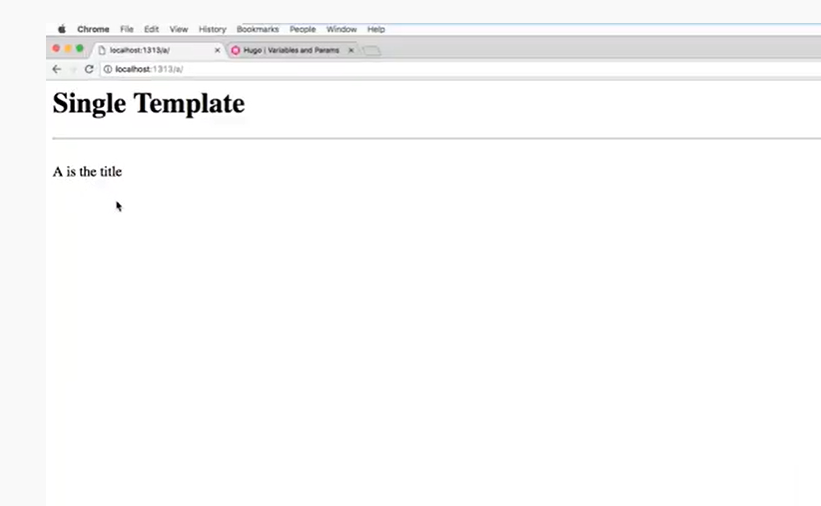 Chrome File Edit View History Bookmarks People Window Help
localhost:1313/a/ Hugo | Variables and Params
localhost:1313/a/
Single Template
A is the title